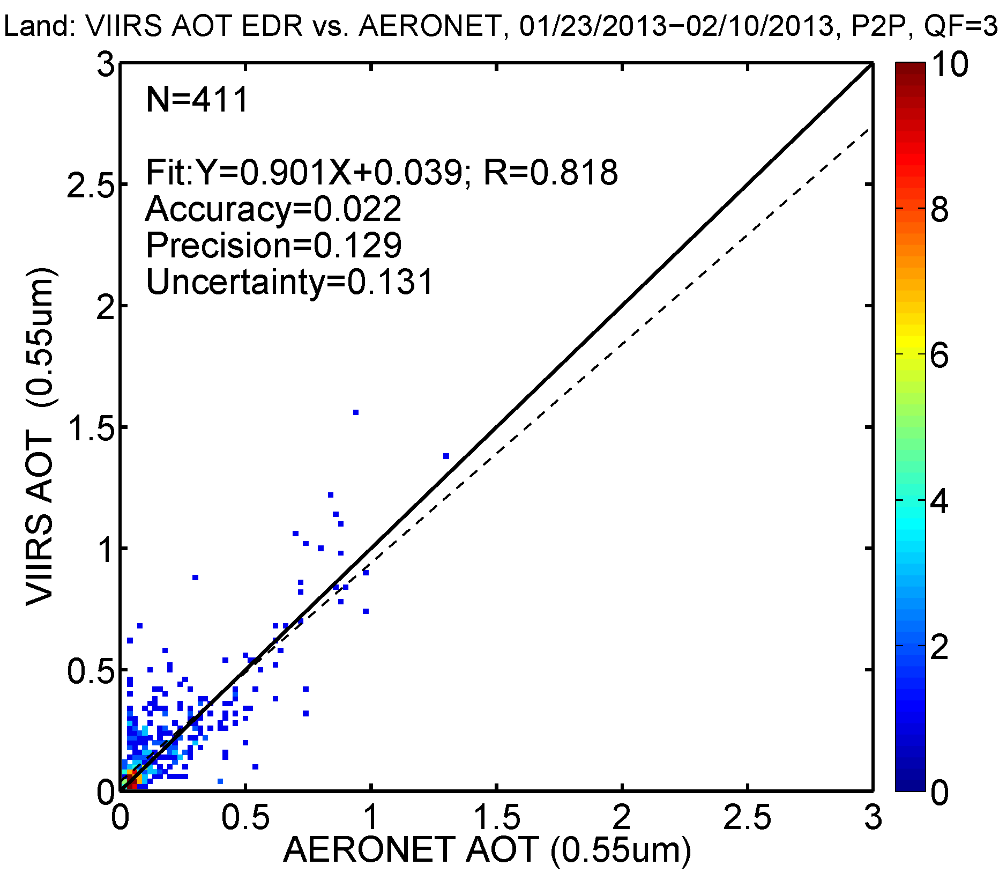 Land: VIIRS AOT EDR vs. AERONET, 01/23/2013−02/10/2013, P2P, QF=3
N=411
Fit:Y=0.901X+0.039; R=0.818
Accuracy=0.022
Precision=0.129
Uncertainty=0.131
VIIRS AOT (0.55um)
3
2.5
2
1.5
1
0.5
0
0 0.5 1 1.5 2 2.5 3
AERONET AOT (0.55um)
10
8
6
4
2
0